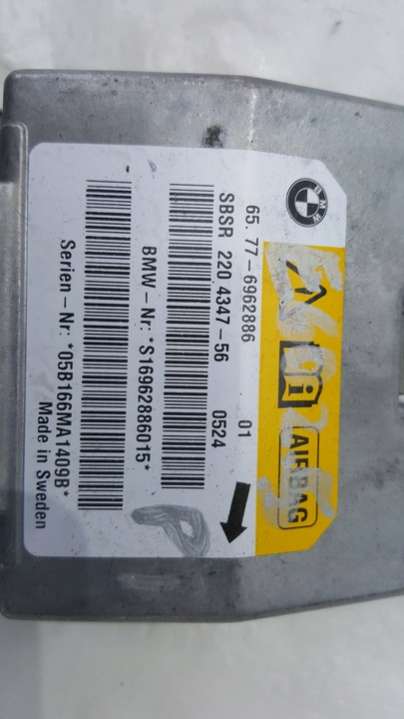 BMW
AIRBAG
65. 77-6962886 01
SBSR 220 4347-56 0524
BMW-Nr: *S16962886015*
Serien-Nr: *05B166MA1409B*
Made in Sweden